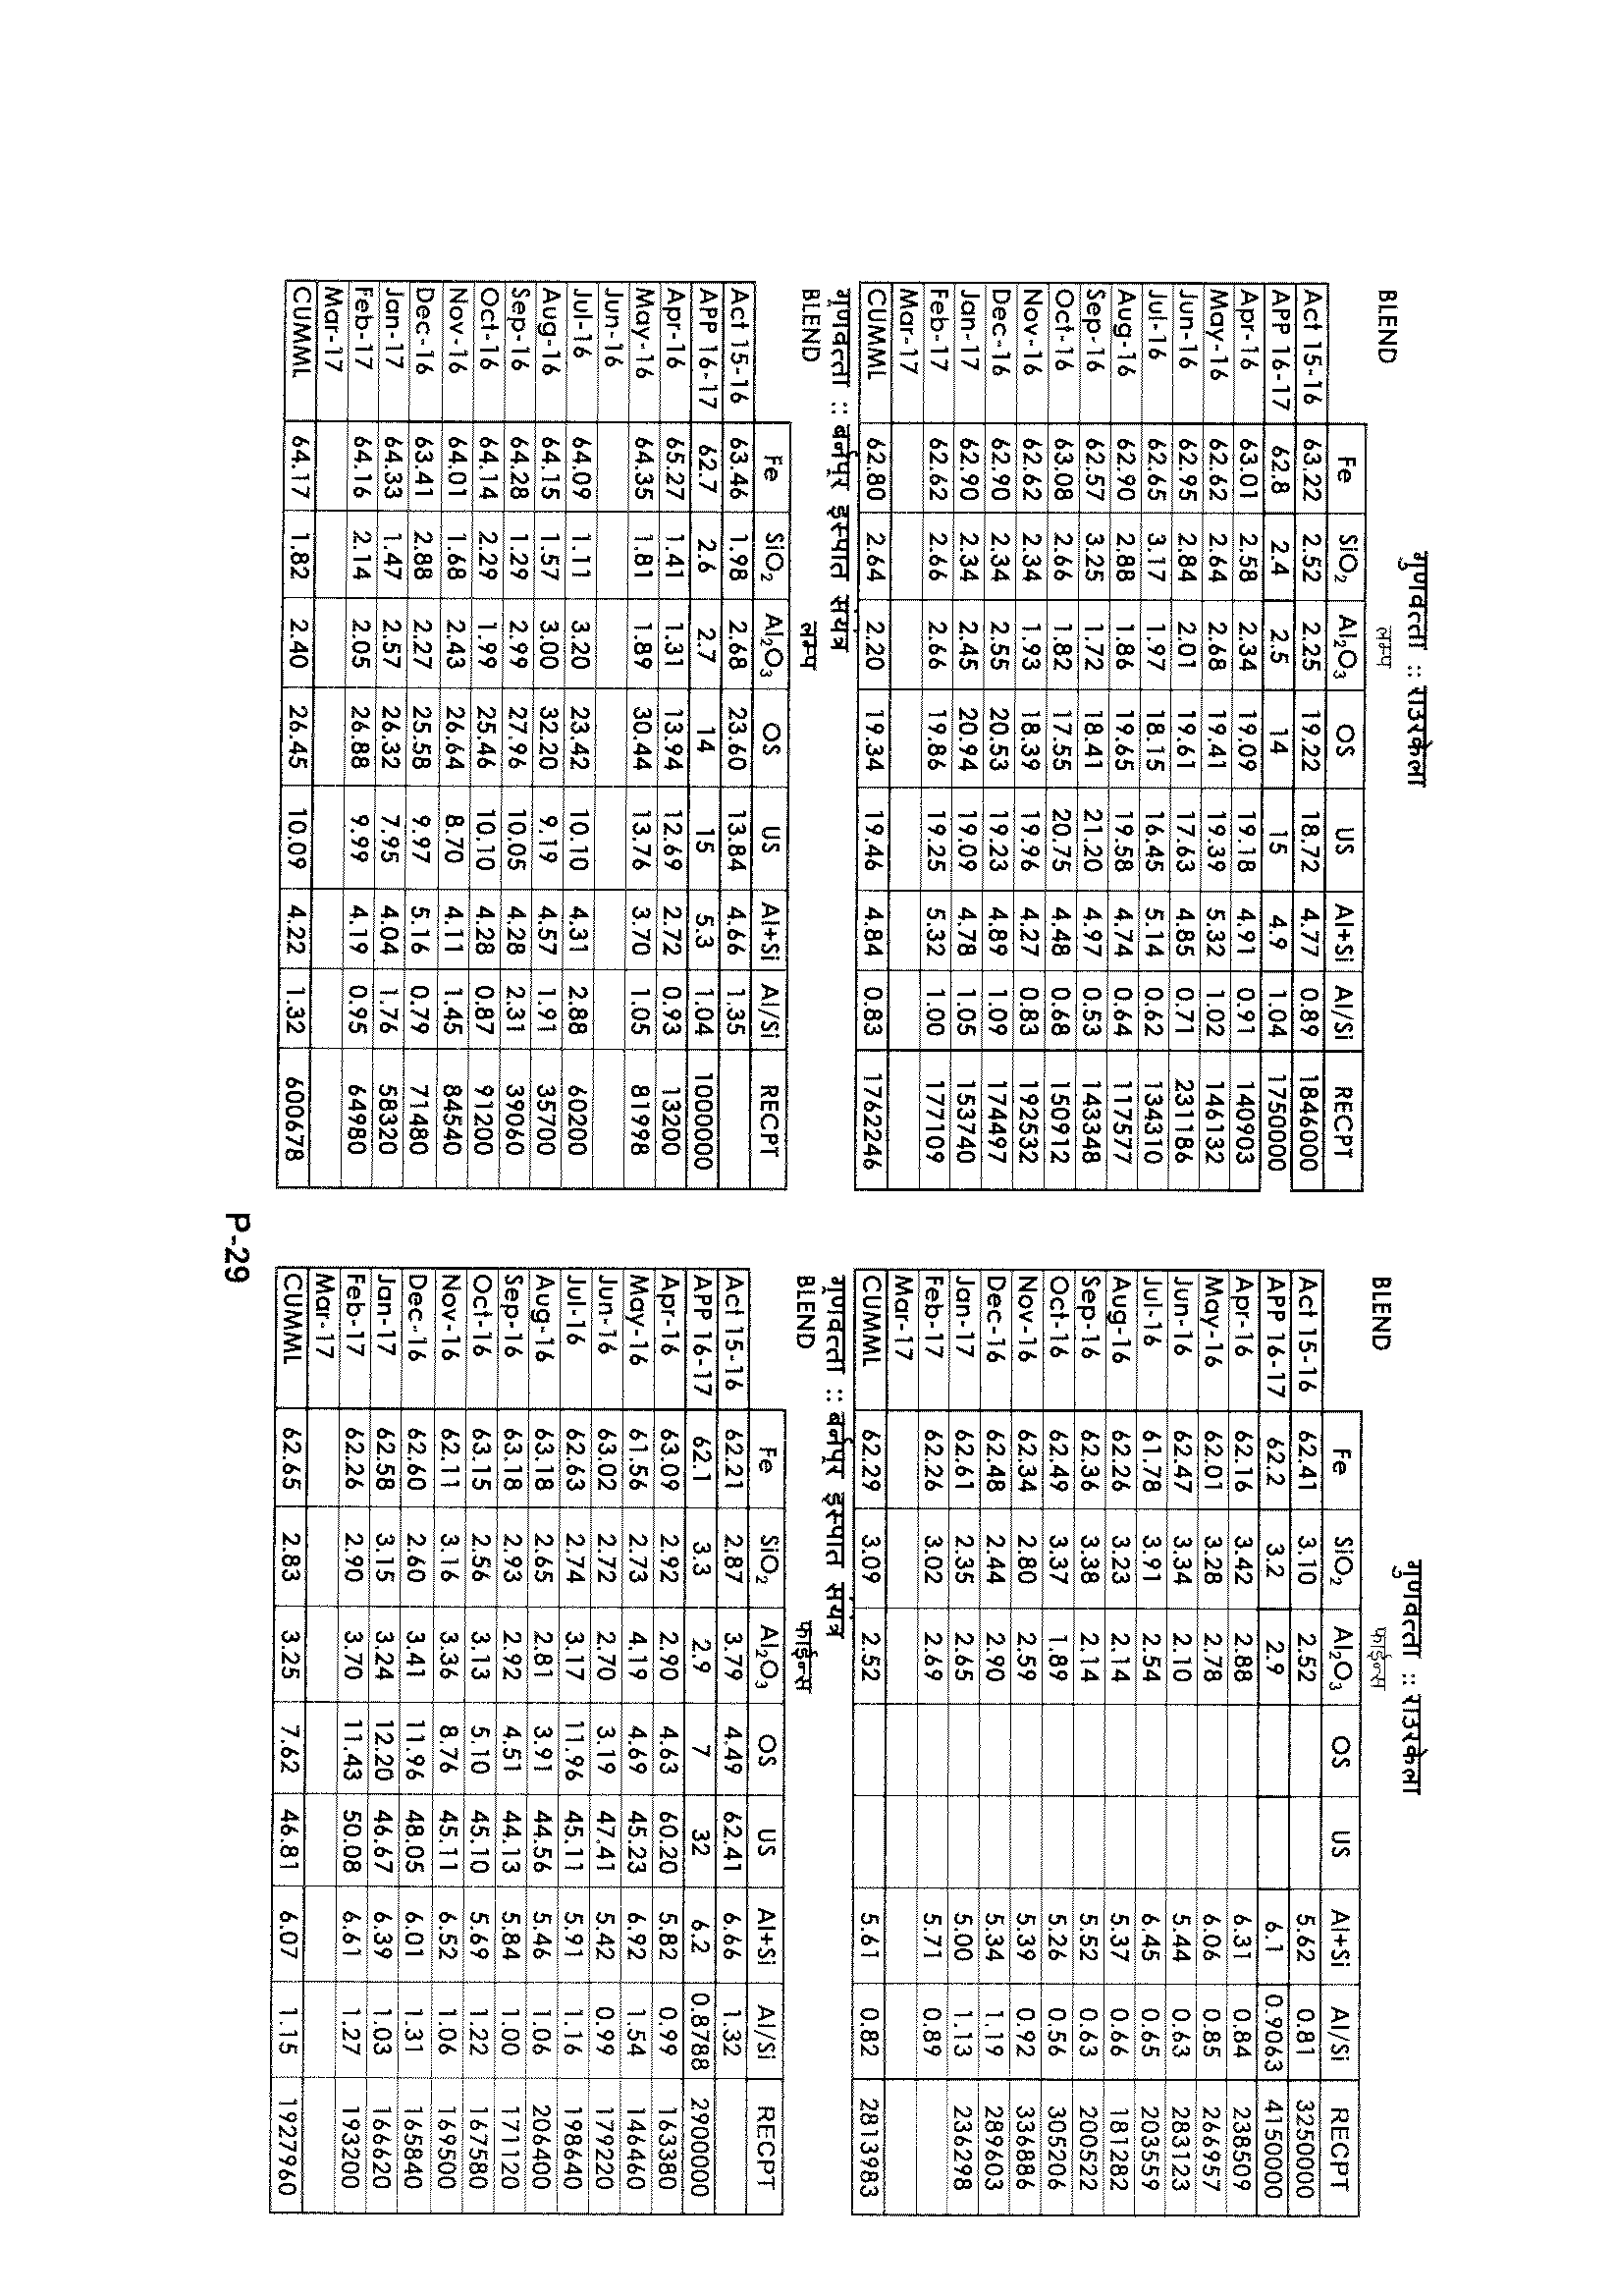 गुणवत्ता :: राउरकेला
BLEND लम्प
Fe SiO2 Al2O3 OS US Al+Si Al/Si RECPT
Act 15-16 63.22 2.52 2.25 19.22 18.72 4.77 0.89 1846000
APP 16-17 62.8 2.4 2.5 14 15 4.9 1.04 1750000
Apr-16 63.01 2.58 2.34 19.09 19.18 4.91 0.91 140903
May-16 62.62 2.64 2.68 19.41 19.39 5.32 1.02 146132
Jun-16 62.95 2.84 2.01 19.61 17.63 4.85 0.71 231186
Jul-16 62.65 3.17 1.97 18.15 16.45 5.14 0.62 134310
Aug-16 62.90 2.88 1.86 19.65 19.58 4.74 0.64 117577
Sep-16 62.57 3.25 1.72 18.41 21.20 4.97 0.53 143348
Oct-16 63.08 2.66 1.82 17.55 20.75 4.48 0.68 150912
Nov-16 62.62 2.34 1.93 18.39 19.96 4.27 0.83 192532
Dec-16 62.90 2.34 2.55 20.53 19.23 4.89 1.09 174497
Jan-17 62.90 2.34 2.45 20.94 19.09 4.78 1.05 153740
Feb-17 62.62 2.66 2.66 19.86 19.25 5.32 1.00 177109
Mar-17
CUMML 62.80 2.64 2.20 19.34 19.46 4.84 0.83 1762246
गुणवत्ता :: बर्नपूर इस्पात संयंत्र
BLEND लम्प
Fe SiO2 Al2O3 OS US Al+Si Al/Si RECPT
Act 15-16 63.46 1.98 2.68 23.60 13.84 4.66 1.35
APP 16-17 62.7 2.6 2.7 14 15 5.3 1.04 1000000
Apr-16 65.27 1.41 1.31 13.94 12.69 2.72 0.93 13200
May-16 64.35 1.81 1.89 30.44 13.76 3.70 1.05 81998
Jun-16
Jul-16 64.09 1.11 3.20 23.42 10.10 4.31 2.88 60200
Aug-16 64.15 1.57 3.00 32.20 9.19 4.57 1.91 35700
Sep-16 64.28 1.29 2.99 27.96 10.05 4.28 2.31 39060
Oct-16 64.14 2.29 1.99 25.46 10.10 4.28 0.87 91200
Nov-16 64.01 1.68 2.43 26.64 8.70 4.11 1.45 84540
Dec-16 63.41 2.88 2.27 25.58 9.97 5.16 0.79 71480
Jan-17 64.33 1.47 2.57 26.32 7.95 4.04 1.76 58320
Feb-17 64.16 2.14 2.05 26.88 9.99 4.19 0.95 64980
Mar-17
CUMML 64.17 1.82 2.40 26.45 10.09 4.22 1.32 600678
गुणवत्ता :: राउरकेला
BLEND फाईन्स
Fe SiO2 Al2O3 OS US Al+Si Al/Si RECPT
Act 15-16 62.41 3.10 2.52 5.62 0.81 3250000
APP 16-17 62.2 3.2 2.9 6.1 0.9063 4150000
Apr-16 62.16 3.42 2.88 6.31 0.84 238509
May-16 62.01 3.28 2.78 6.06 0.85 266957
Jun-16 62.47 3.34 2.10 5.44 0.63 283123
Jul-16 61.78 3.91 2.54 6.45 0.65 203559
Aug-16 62.26 3.23 2.14 5.37 0.66 181282
Sep-16 62.36 3.38 2.14 5.52 0.63 200522
Oct-16 62.49 3.37 1.89 5.26 0.56 305206
Nov-16 62.34 2.80 2.59 5.39 0.92 336886
Dec-16 62.48 2.44 2.90 5.34 1.19 289603
Jan-17 62.61 2.35 2.65 5.00 1.13 236298
Feb-17 62.26 3.02 2.69 5.71 0.89
Mar-17
CUMML 62.29 3.09 2.52 5.61 0.82 2813983
गुणवत्ता :: बर्नपूर इस्पात सयंत्र
BLEND फाईन्स
Fe SiO2 Al2O3 OS US Al+Si Al/Si RECPT
Act 15-16 62.21 2.87 3.79 4.49 62.41 6.66 1.32
APP 16-17 62.1 3.3 2.9 7 32 6.2 0.8788 2900000
Apr-16 63.09 2.92 2.90 4.63 60.20 5.82 0.99 163380
May-16 61.56 2.73 4.19 4.69 45.23 6.92 1.54 146460
Jun-16 63.02 2.72 2.70 3.19 47.41 5.42 0.99 179220
Jul-16 62.63 2.74 3.17 11.96 45.11 5.91 1.16 198640
Aug-16 63.18 2.65 2.81 3.91 44.56 5.46 1.06 206400
Sep-16 63.18 2.93 2.92 4.51 44.13 5.84 1.00 171120
Oct-16 63.15 2.56 3.13 5.10 45.10 5.69 1.22 167580
Nov-16 62.11 3.16 3.36 8.76 45.11 6.52 1.06 169500
Dec-16 62.60 2.60 3.41 11.96 48.05 6.01 1.31 165840
Jan-17 62.58 3.15 3.24 12.20 46.67 6.39 1.03 166620
Feb-17 62.26 2.90 3.70 11.43 50.08 6.61 1.27 193200
Mar-17
CUMML 62.65 2.83 3.25 7.62 46.81 6.07 1.15 1927960
P-29